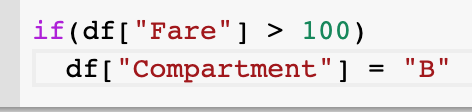 if(df["Fare"] > 100)
  df["Compartment"] = "B"